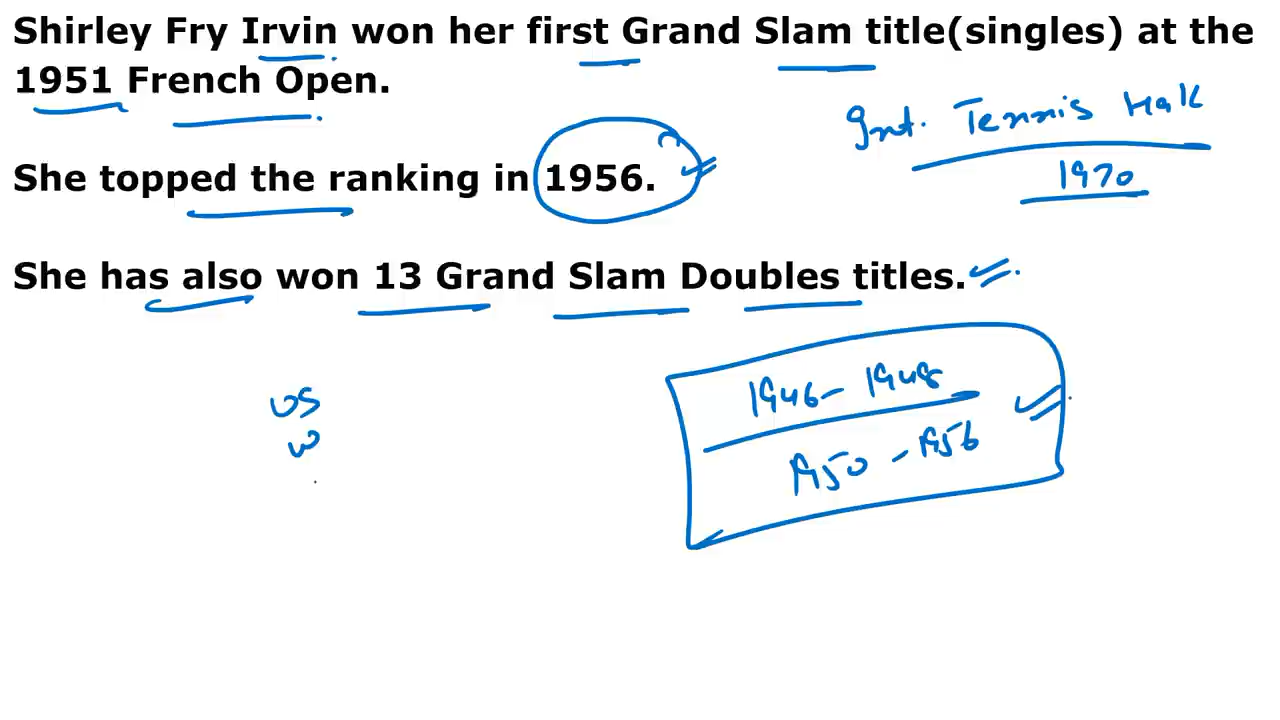 Shirley Fry Irvin won her first Grand Slam title(singles) at the
1951 French Open.
Int. Tennis Hall
1970
She topped the ranking in 1956.
She has also won 13 Grand Slam Doubles titles.
1946 - 1948
1950 - 1956
US
W